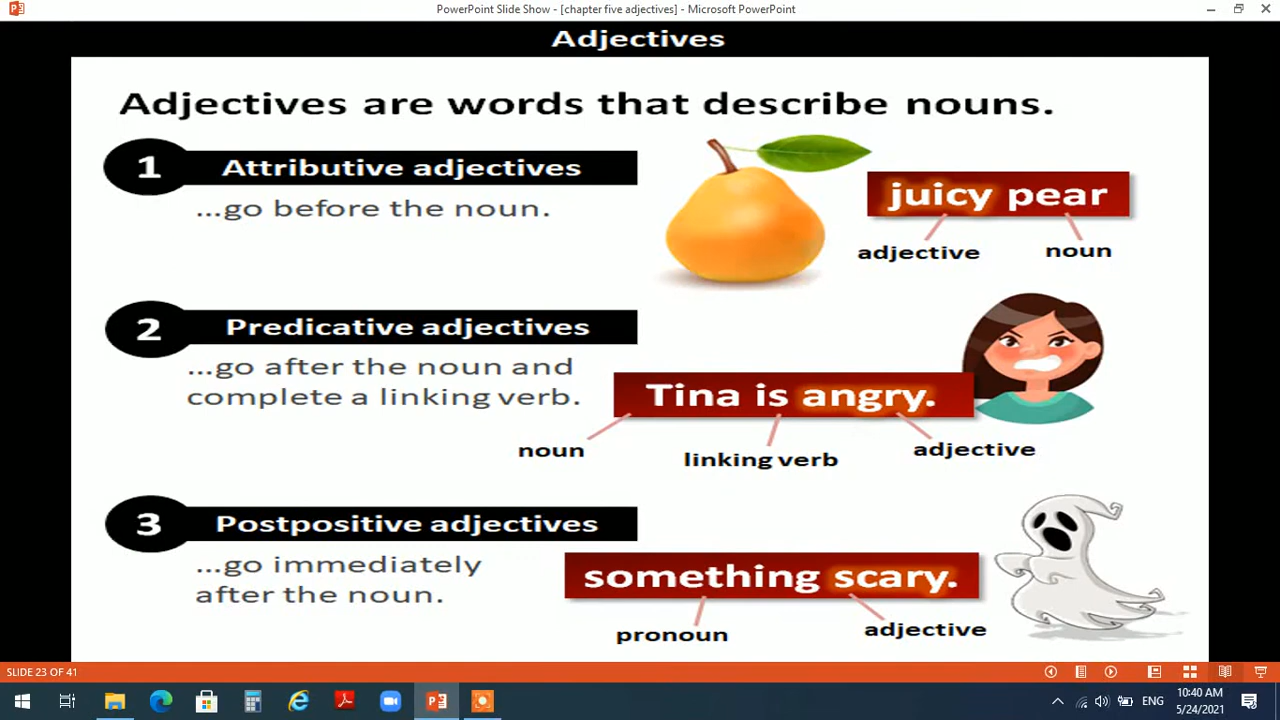 PowerPoint Slide Show - [chapter five adjectives] - Microsoft PowerPoint
Adjectives
Adjectives are words that describe nouns.
1 Attributive adjectives
...go before the noun.
juicy pear
adjective noun
2 Predicative adjectives
...go after the noun and
complete a linking verb.
Tina is angry.
noun linking verb adjective
3 Postpositive adjectives
...go immediately
after the noun.
something scary.
pronoun adjective
SLIDE 23 OF 41
ENG
10:40 AM
5/24/2021